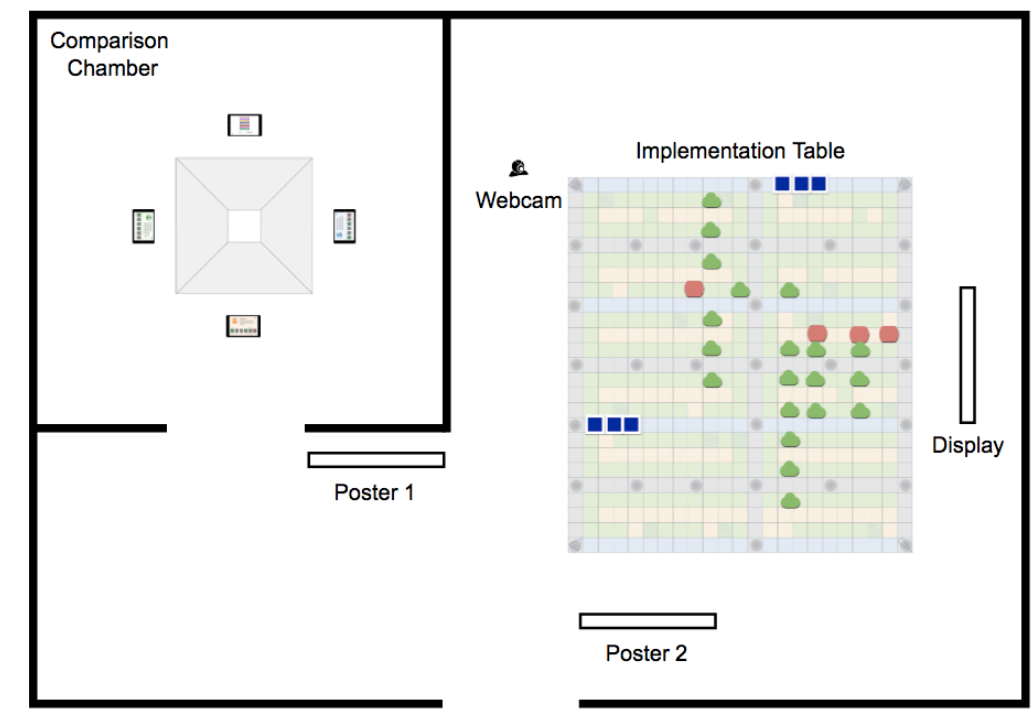 Comparison
Chamber
Implementation Table
Webcam
Display
Poster 1
Poster 2